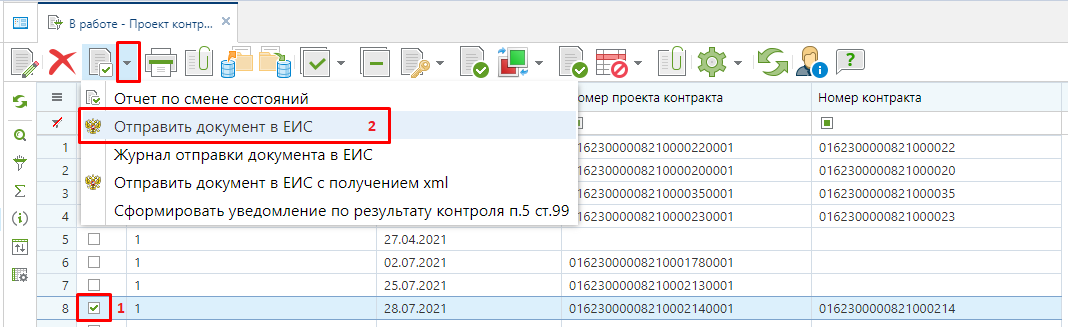 В работе - Проект контр...
Отчет по смене состояний
Номер проекта контракта
Номер контракта
Отправить документ в ЕИС 2
Журнал отправки документа в ЕИС
Отправить документ в ЕИС с получением xml
Сформировать уведомление по результату контроля п.5 ст.99
1 01623000008210000220001 0162300000821000022
2 01623000008210000200001 0162300000821000020
3 01623000008210000350001 0162300000821000035
4 01623000008210000230001 0162300000821000023
5 1 27.04.2021
6 1 02.07.2021 01623000008210001780001
7 1 25.07.2021 01623000008210002130001
8 1 1 28.07.2021 01623000008210002140001 0162300000821000214